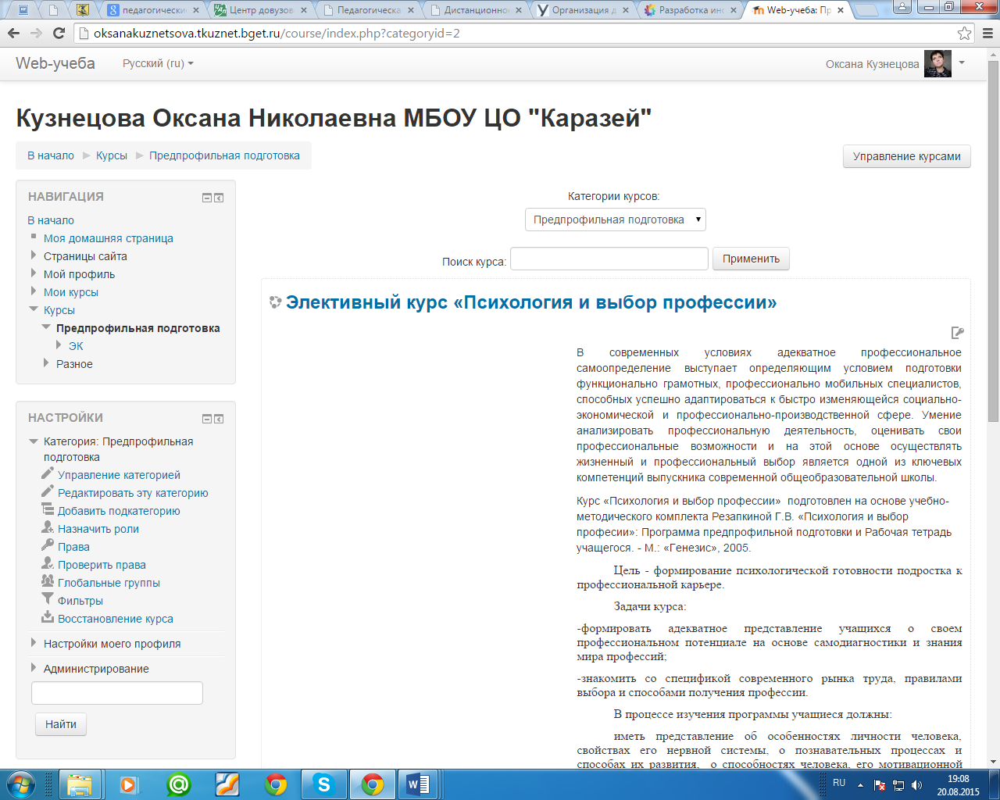 педагогически
Центр довузов
Педагогическа
Дистанционно
Организация д
Разработка ин
Web-учеба: Пр
oksanakuznetsova.tkuznet.bget.ru/course/index.php?categoryid=2
Web-учеба
Русский (ru)
Оксана Кузнецова
Кузнецова Оксана Николаевна МБОУ ЦО "Каразей"
В начало
Курсы
Предпрофильная подготовка
Управление курсами
НАВИГАЦИЯ
В начало
Моя домашняя страница
Страницы сайта
Мой профиль
Мои курсы
Курсы
Предпрофильная подготовка
ЭК
Разное
НАСТРОЙКИ
Категория: Предпрофильная
подготовка
Управление категорией
Редактировать эту категорию
Добавить подкатегорию
Назначить роли
Права
Проверить права
Глобальные группы
Фильтры
Восстановление курса
Настройки моего профиля
Администрирование
Найти
Категории курсов:
Предпрофильная подготовка
Поиск курса:
Применить
Элективный курс «Психология и выбор профессии»
В современных условиях адекватное профессиональное
самоопределение выступает определяющим условием подготовки
функционально грамотных, профессионально мобильных специалистов,
способных успешно адаптироваться к быстро изменяющейся социально-
экономической и профессионально-производственной сфере. Умение
анализировать профессиональную деятельность, оценивать свои
профессиональные возможности и на этой основе осуществлять
жизненный и профессиональный выбор является одной из ключевых
компетенций выпускника современной общеобразовательной школы.
Курс «Психология и выбор профессии» подготовлен на основе учебно-
методического комплекта Резапкиной Г.В. «Психология и выбор
професии»: Программа предпрофильной подготовки и Рабочая тетрадь
учащегося. - М.: «Генезис», 2005.
Цель - формирование психологической готовности подростка к
профессиональной карьере.
Задачи курса:
-формировать адекватное представление учащихся о своем
профессиональном потенциале на основе самодиагностики и знания
мира профессий;
-знакомить со спецификой современного рынка труда, правилами
выбора и способами получения профессии.
В процессе изучения программы учащиеся должны:
иметь представление об особенностях личности человека,
свойствах его нервной системы, о познавательных процессах и
способах их развития, о способностях человека, его мотивационной
RU
19:08
20.08.2015